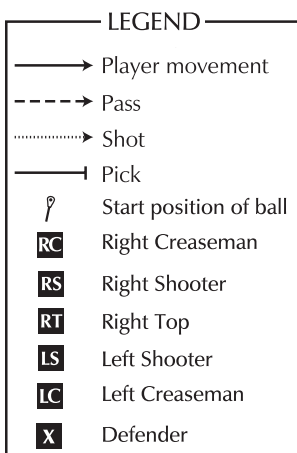 LEGEND
Player movement
Pass
Shot
Pick
Start position of ball
RC Right Creaseman
RS Right Shooter
RT Right Top
LS Left Shooter
LC Left Creaseman
X Defender